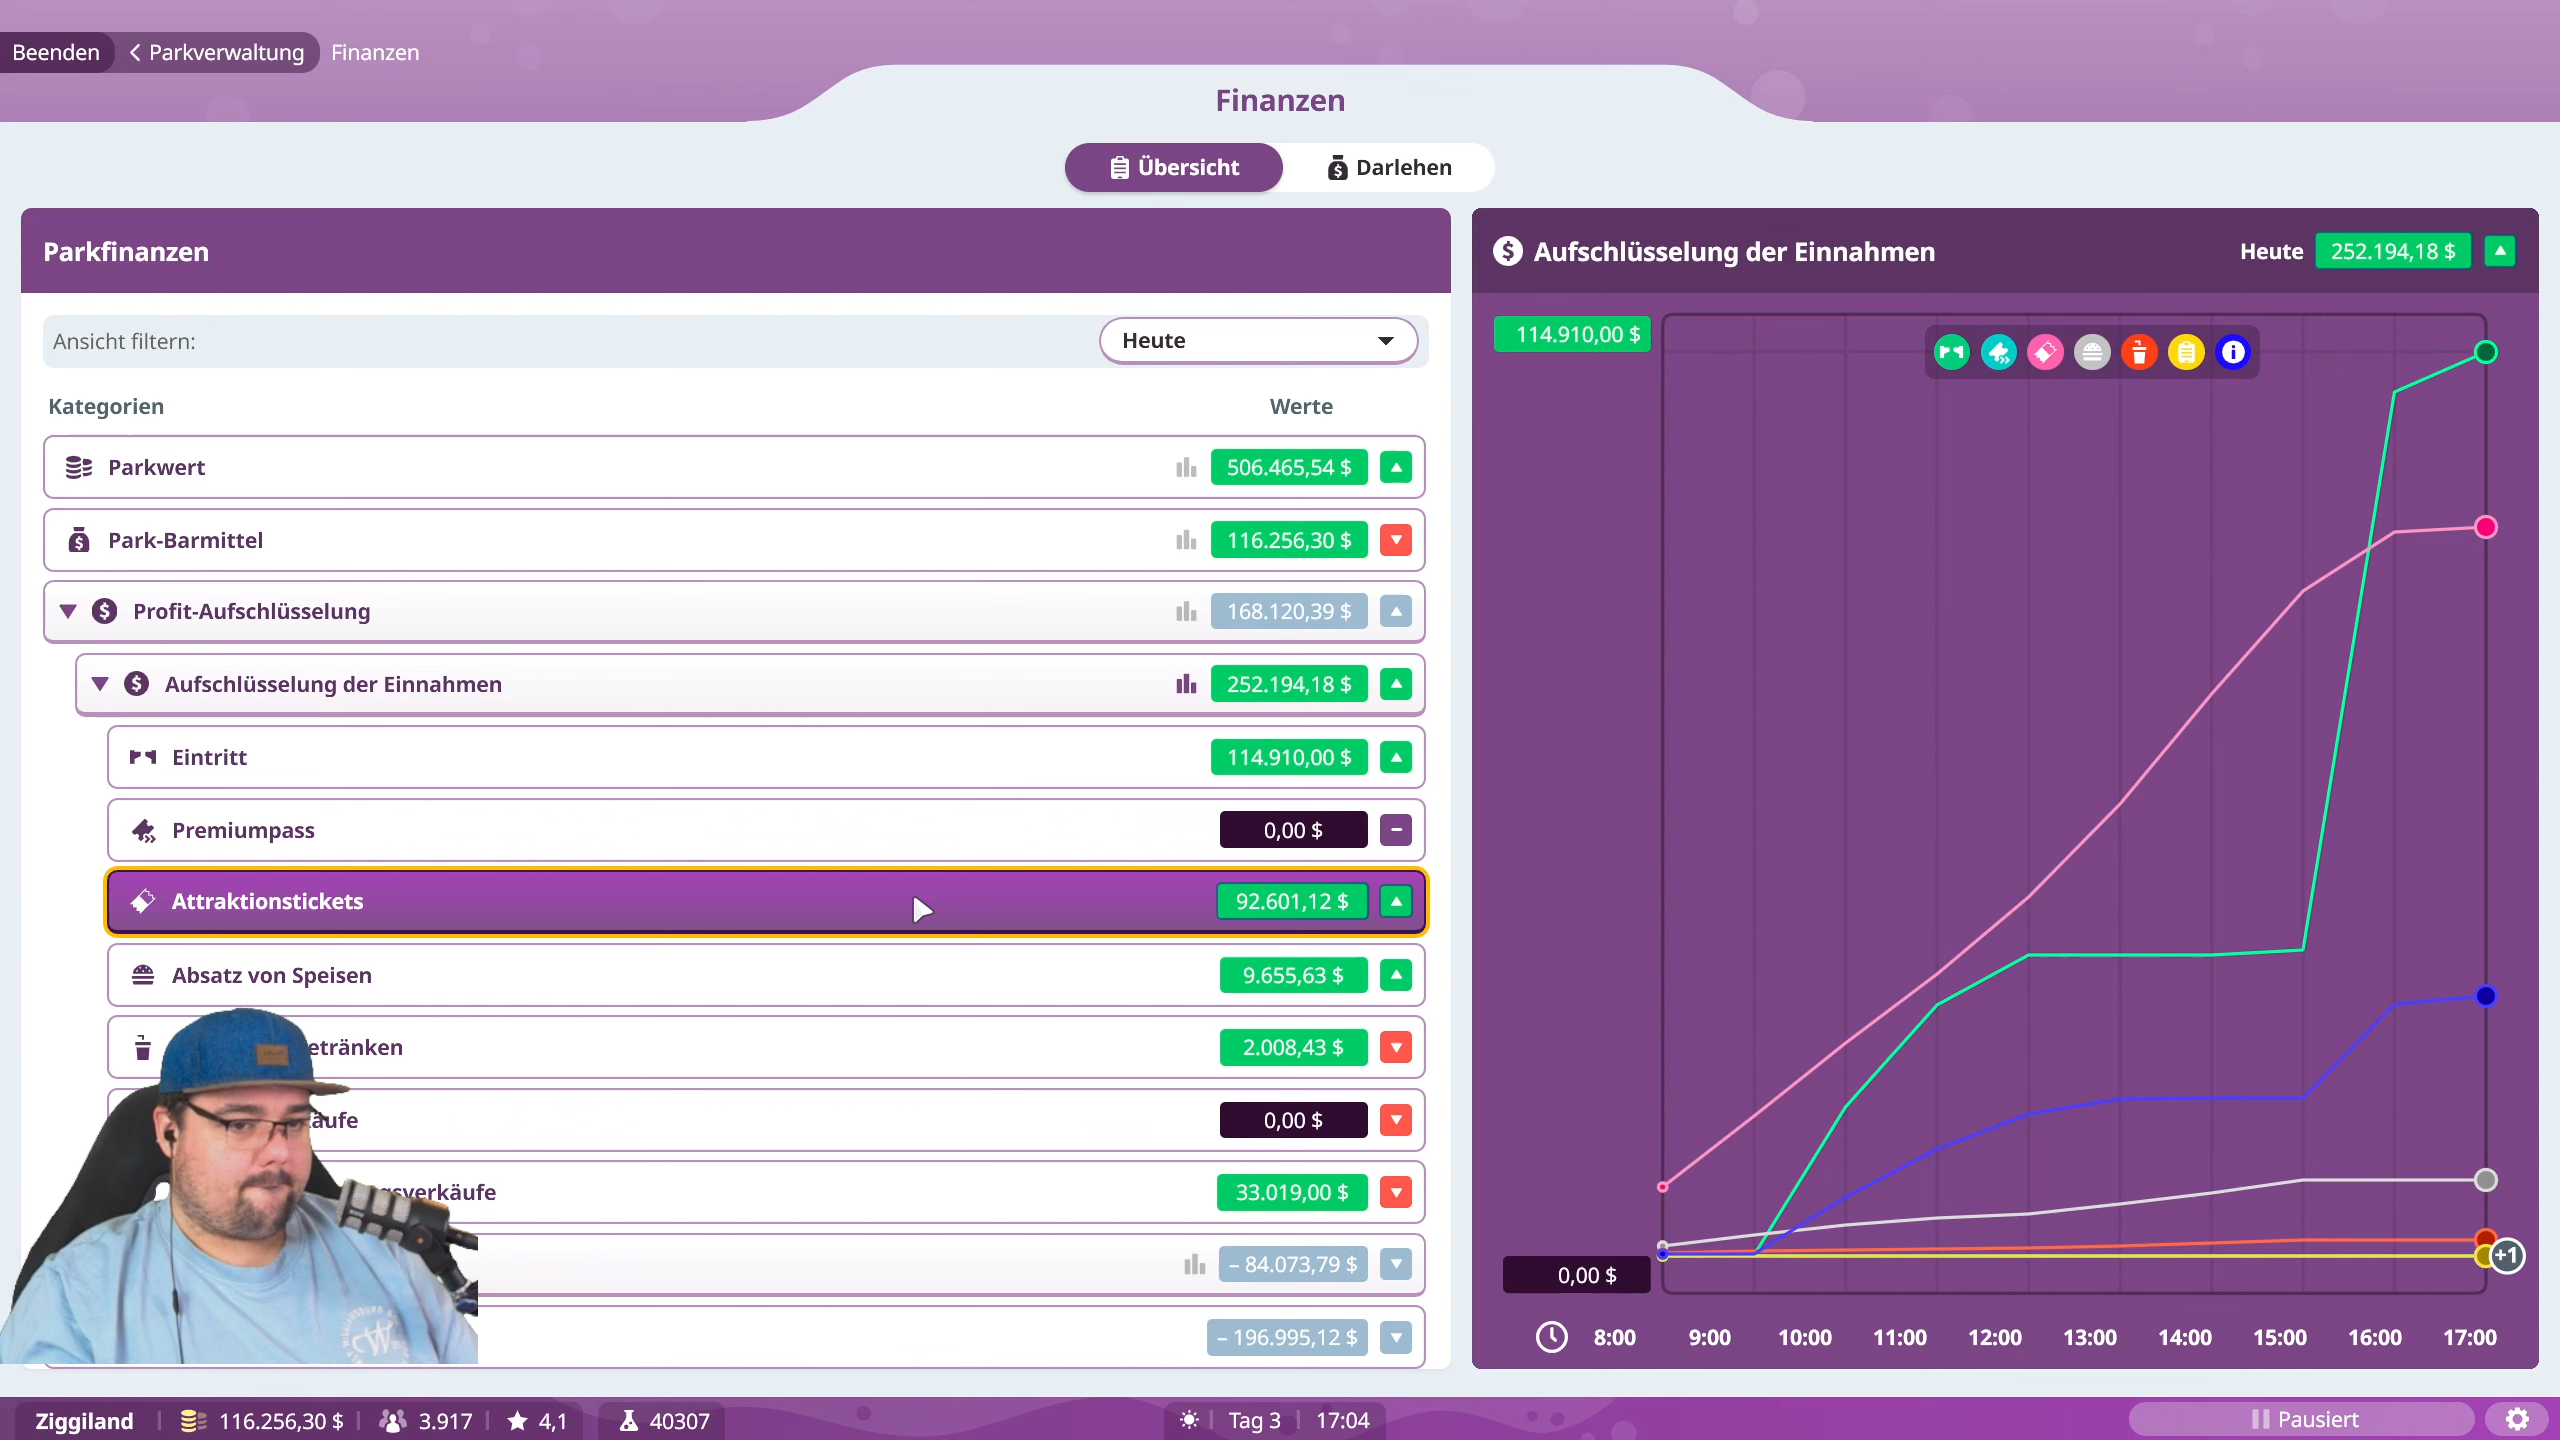 Beenden
Parkverwaltung
Finanzen
Finanzen
Übersicht
Darlehen
Parkfinanzen
Ansicht filtern:
Heute
Kategorien
Werte
Parkwert
506.465,54 $
Park-Barmittel
116.256,30 $
Profit-Aufschlüsselung
168.120,39 $
Aufschlüsselung der Einnahmen
252.194,18 $
Eintritt
114.910,00 $
Premiumpass
0,00 $
Attraktionstickets
92.601,12 $
Absatz von Speisen
9.655,63 $
etränken
2.008,43 $
äufe
0,00 $
gsverkäufe
33.019,00 $
– 84.073,79 $
– 196.995,12 $
Aufschlüsselung der Einnahmen
Heute
252.194,18 $
114.910,00 $
0,00 $
+1
8:00 9:00 10:00 11:00 12:00 13:00 14:00 15:00 16:00 17:00
Ziggiland
116.256,30 $
3.917
4,1
40307
Tag 3
17:04
Pausiert